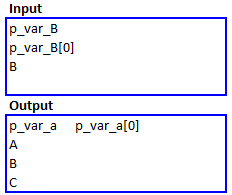 Input
p_var_B
p_var_B[0]
B
Output
p_var_a p_var_a[0]
A
B
C